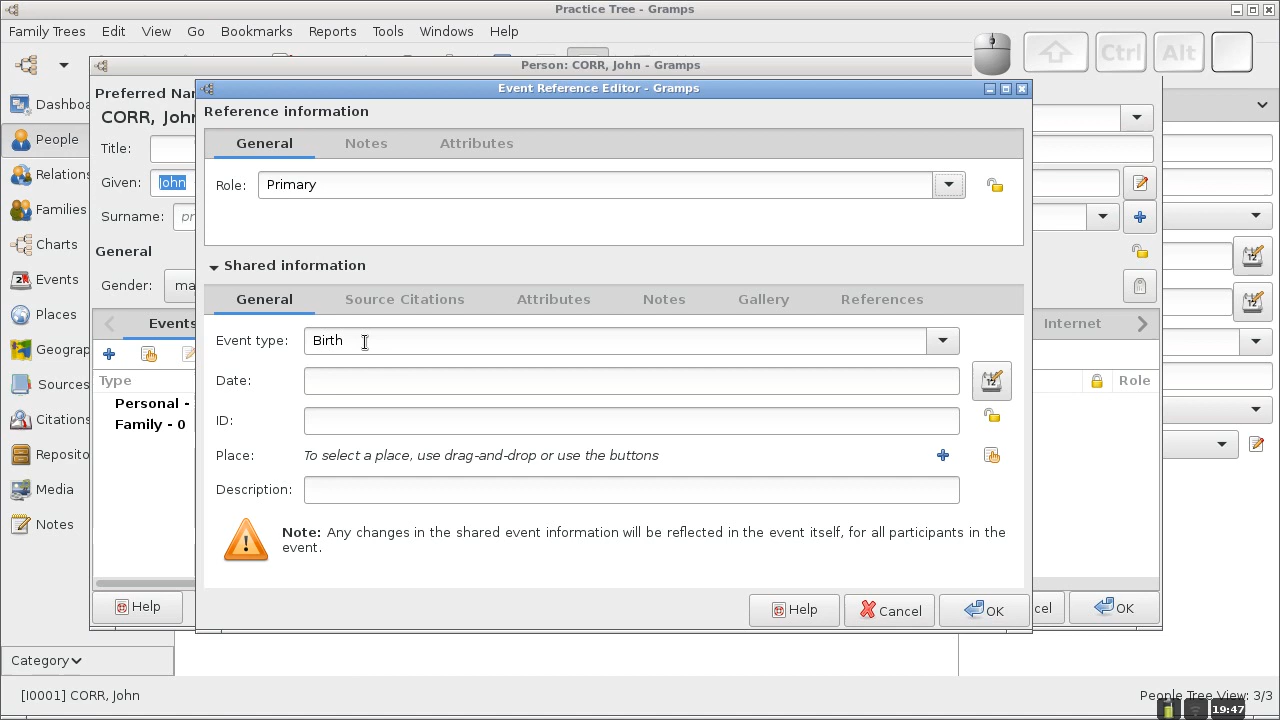 Practice Tree - Gramps
Family Trees Edit View Go Bookmarks Reports Tools Windows Help
Ctrl Alt
Person: CORR, John - Gramps
Event Reference Editor - Gramps
Preferred Nar
CORR, John
Title:
Given: John
Surname:
General
Gender: ma
Events
Internet
Type
Role
Personal -
Family - 0
Dashboa
People
Relations
Families
Charts
Events
Places
Geograp
Sources
Citations
Reposito
Media
Notes
Reference information
General Notes Attributes
Role: Primary
Shared information
General Source Citations Attributes Notes Gallery References
Event type: Birth
Date:
ID:
Place: To select a place, use drag-and-drop or use the buttons
Description:
Note: Any changes in the shared event information will be reflected in the event itself, for all participants in the
event.
Help Cancel OK
Help cel OK
Category
[I0001] CORR, John
People Tree View: 3/3
19:47